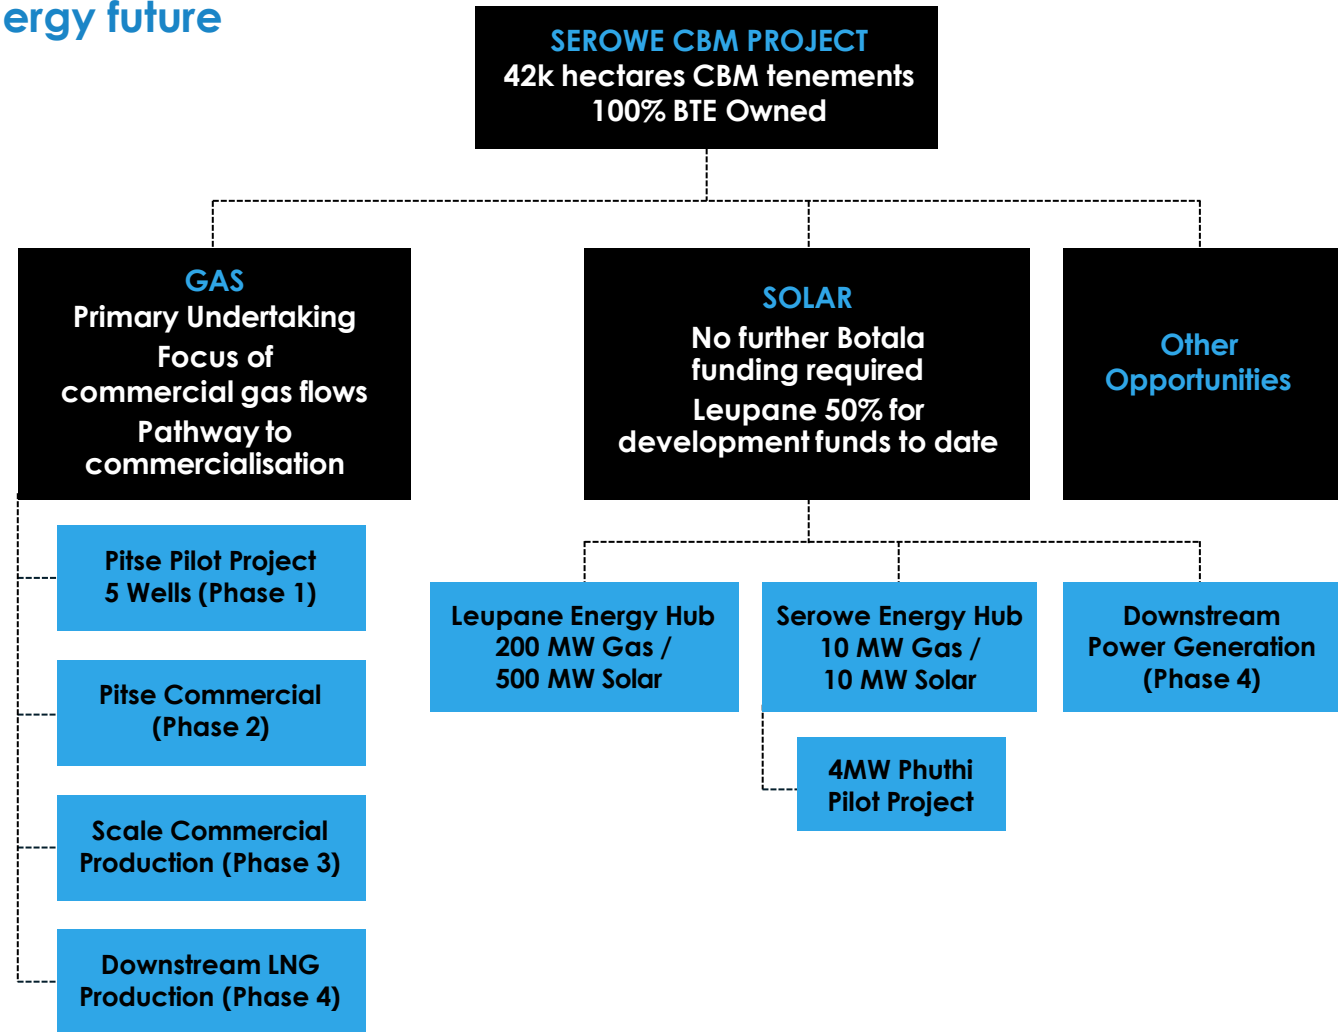 ergy future
SEROWE CBM PROJECT
42k hectares CBM tenements
100% BTE Owned
GAS
Primary Undertaking
Focus of
commercial gas flows
Pathway to
commercialisation
SOLAR
No further Botala
funding required
Leupane 50% for
development funds to date
Other
Opportunities
Pitse Pilot Project
5 Wells (Phase 1)
Pitse Commercial
(Phase 2)
Scale Commercial
Production (Phase 3)
Downstream LNG
Production (Phase 4)
Leupane Energy Hub
200 MW Gas /
500 MW Solar
Serowe Energy Hub
10 MW Gas /
10 MW Solar
4MW Phuthi
Pilot Project
Downstream
Power Generation
(Phase 4)